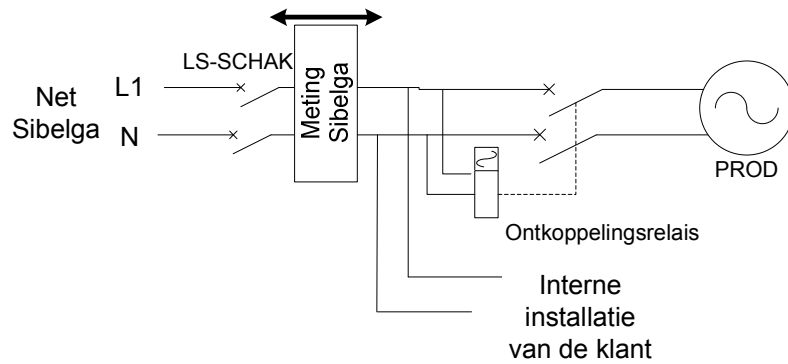 LS-SCHAK
L1
Net
Sibelga
N
Meting
Sibelga
PROD
Ontkoppelingsrelais
Interne
installatie
van de klant